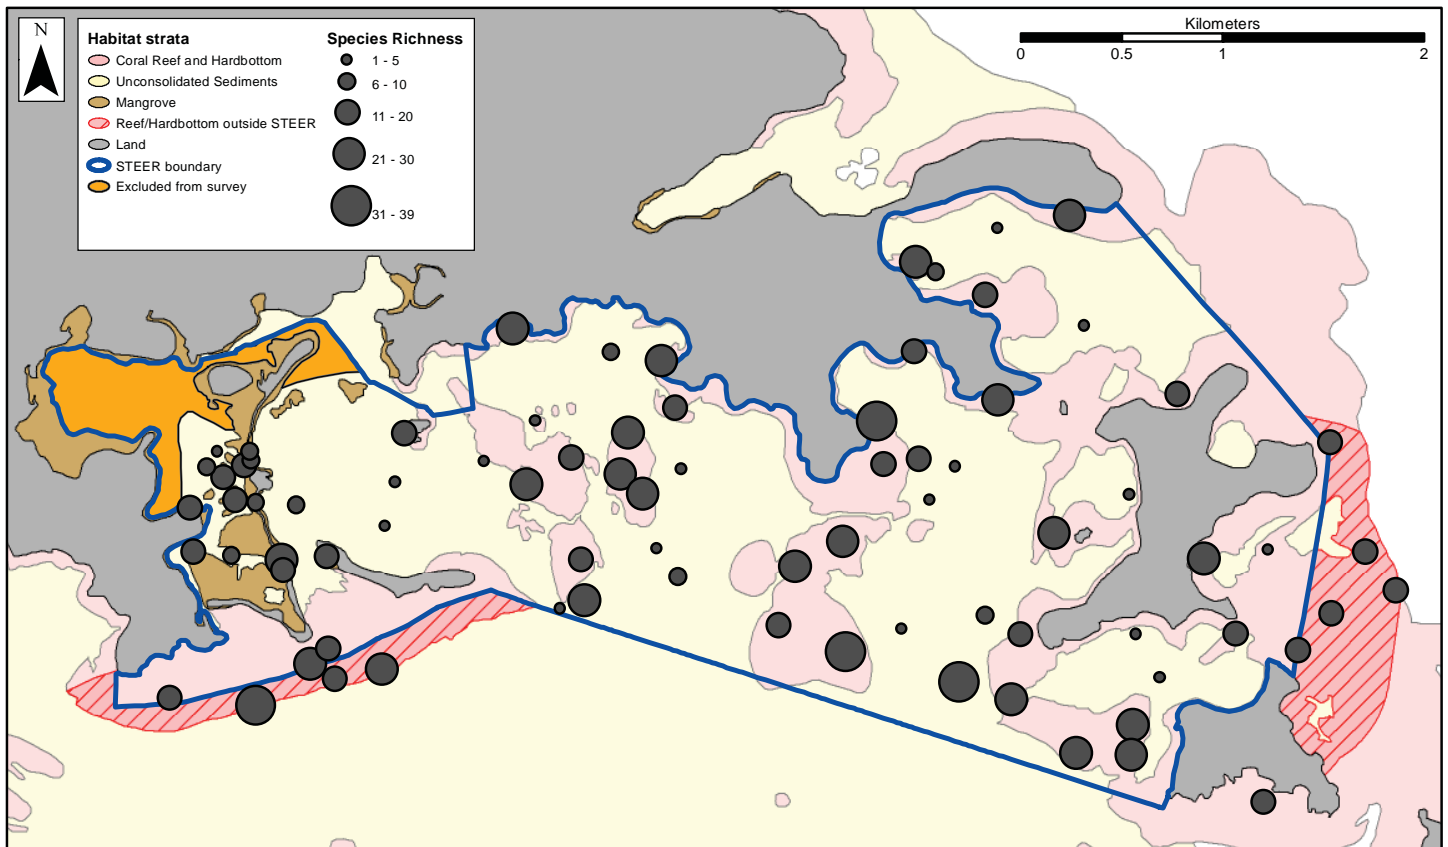 N
Habitat strata
Coral Reef and Hardbottom
Unconsolidated Sediments
Mangrove
Reef/Hardbottom outside STEER
Land
STEER boundary
Excluded from survey
Species Richness
1 - 5
6 - 10
11 - 20
21 - 30
31 - 39
Kilometers
0 0.5 1 2